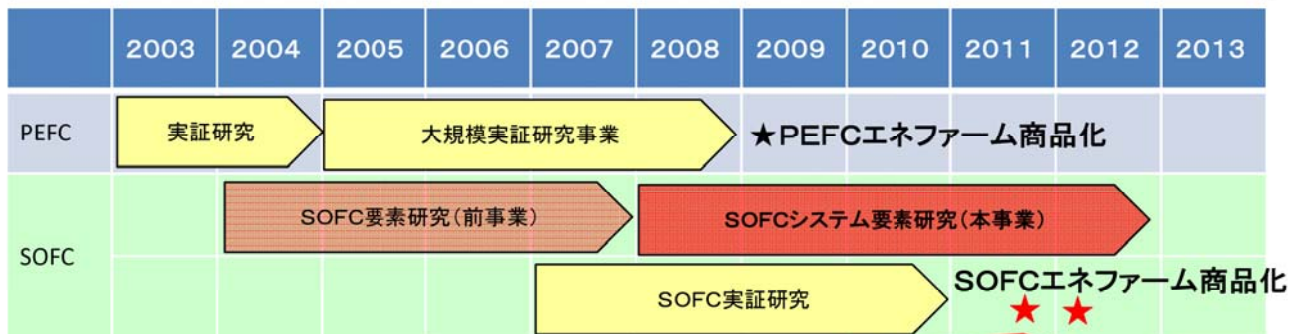 2003 2004 2005 2006 2007 2008 2009 2010 2011 2012 2013
PEFC 実証研究 大規模実証研究事業 ★PEFCエネファーム商品化
SOFC要素研究(前事業) SOFCシステム要素研究(本事業)
SOFC
SOFC実証研究 SOFCエネファーム商品化
★ ★